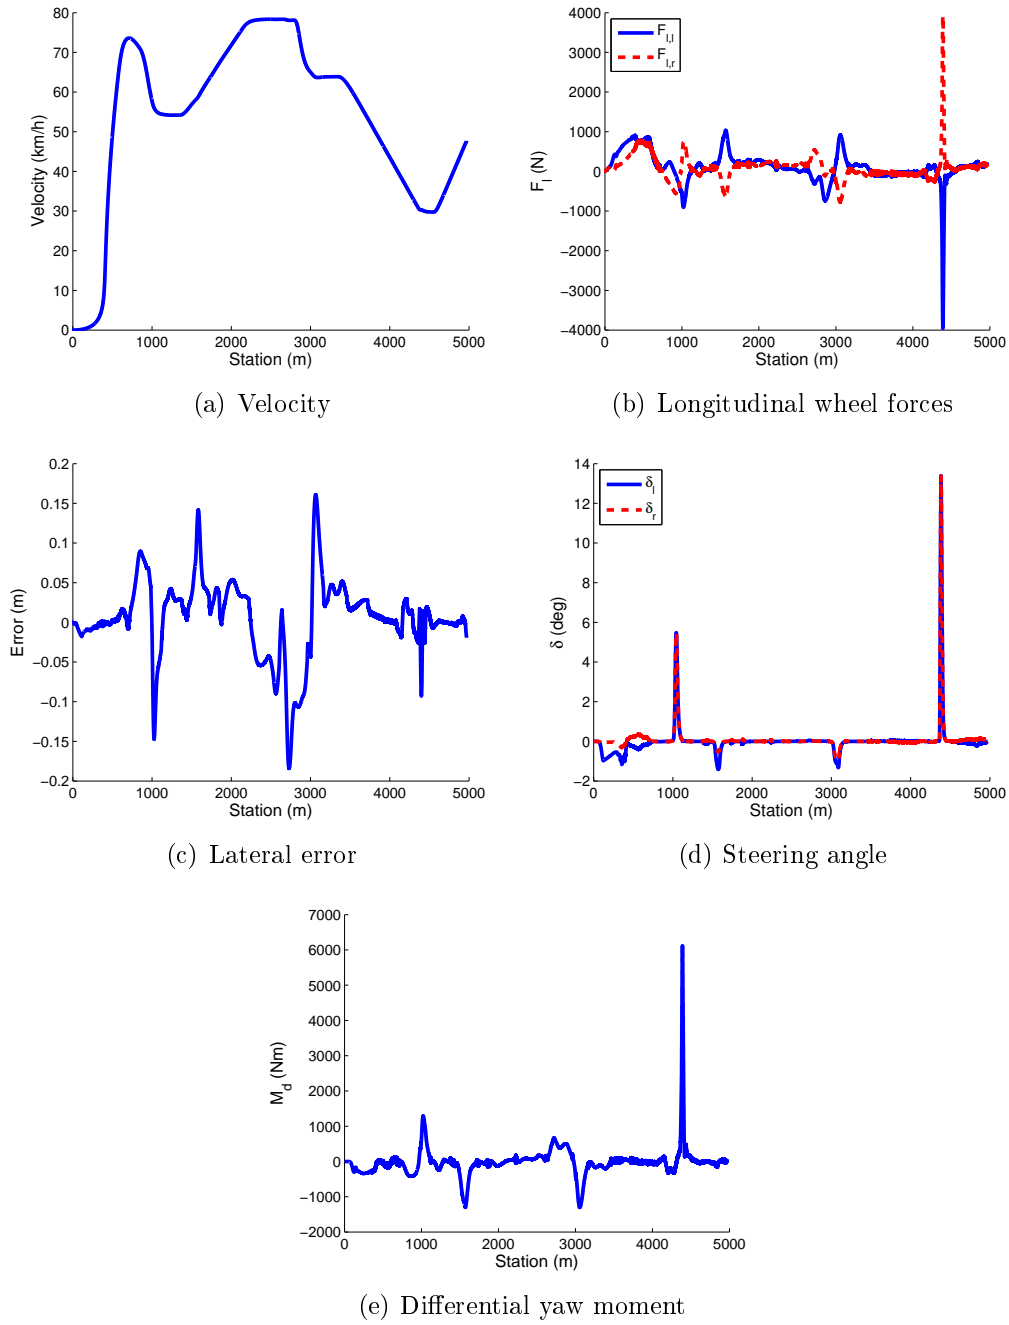 80
70
60
50
40
30
20
10
0
Velocity (km/h)
0 1000 2000 3000 4000 5000
Station (m)
(a) Velocity
4000
3000
2000
1000
0
−1000
−2000
−3000
−4000
F_l (N)
F_l,l
F_l,r
0 1000 2000 3000 4000 5000
Station (m)
(b) Longitudinal wheel forces
0.2
0.15
0.1
0.05
0
−0.05
−0.1
−0.15
−0.2
Error (m)
0 1000 2000 3000 4000 5000
Station (m)
(c) Lateral error
14
12
10
8
6
4
2
0
−2
δ (deg)
δ_l
δ_r
0 1000 2000 3000 4000 5000
Station (m)
(d) Steering angle
7000
6000
5000
4000
3000
2000
1000
0
−1000
−2000
M_d (Nm)
0 1000 2000 3000 4000 5000
Station (m)
(e) Differential yaw moment